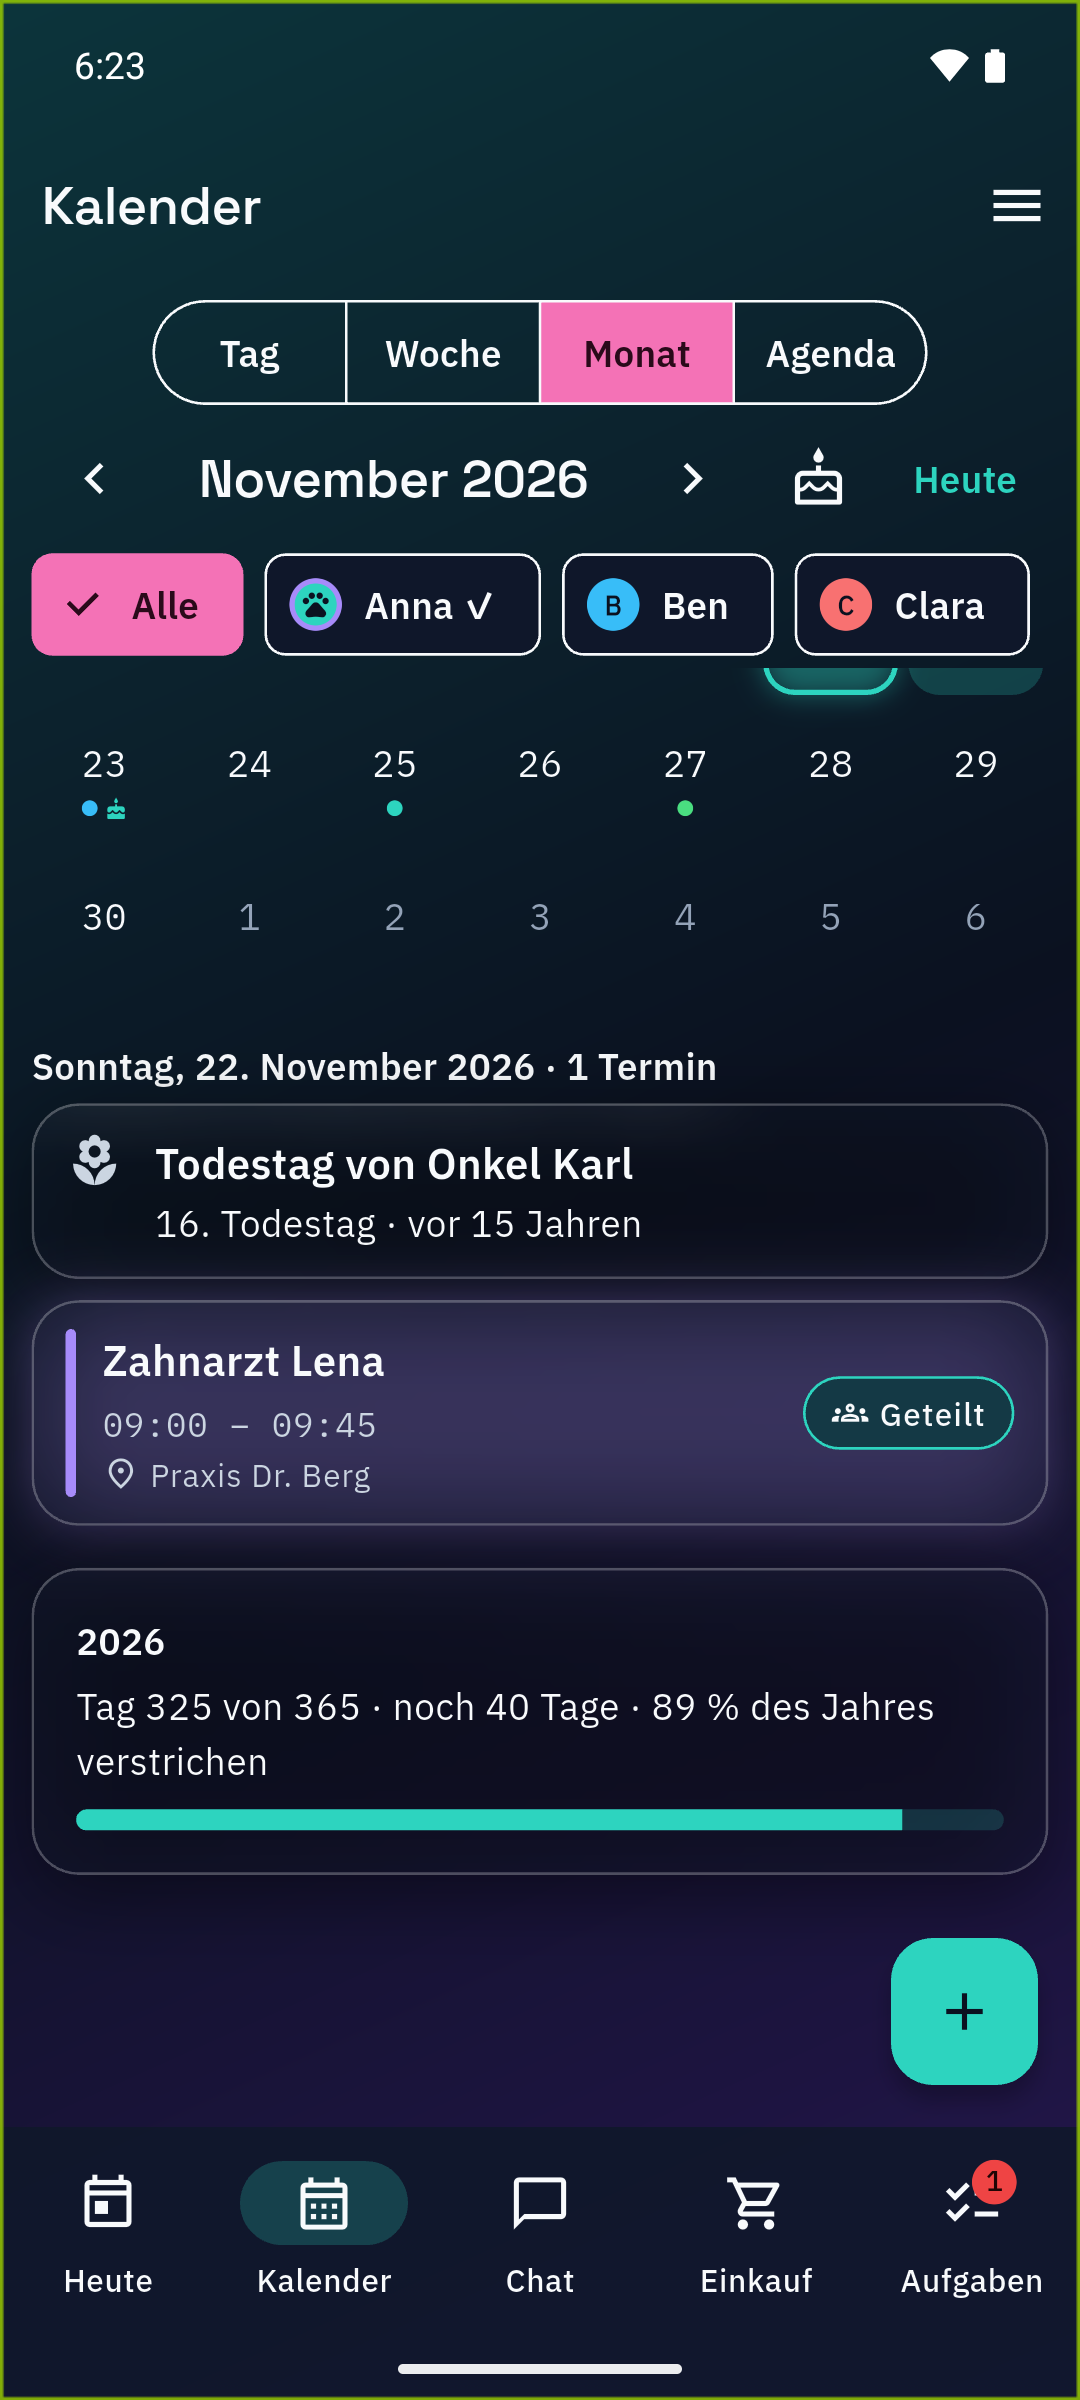 6:23
Kalender
Tag Woche Monat Agenda
November 2026 Heute
Alle Anna √ B Ben C Clara
23 24 25 26 27 28 29
30 1 2 3 4 5 6
Sonntag, 22. November 2026 · 1 Termin
Todestag von Onkel Karl
16. Todestag · vor 15 Jahren
Zahnarzt Lena
09:00 – 09:45
Geteilt
Praxis Dr. Berg
2026
Tag 325 von 365 · noch 40 Tage · 89 % des Jahres
verstrichen
1
Heute Kalender Chat Einkauf Aufgaben